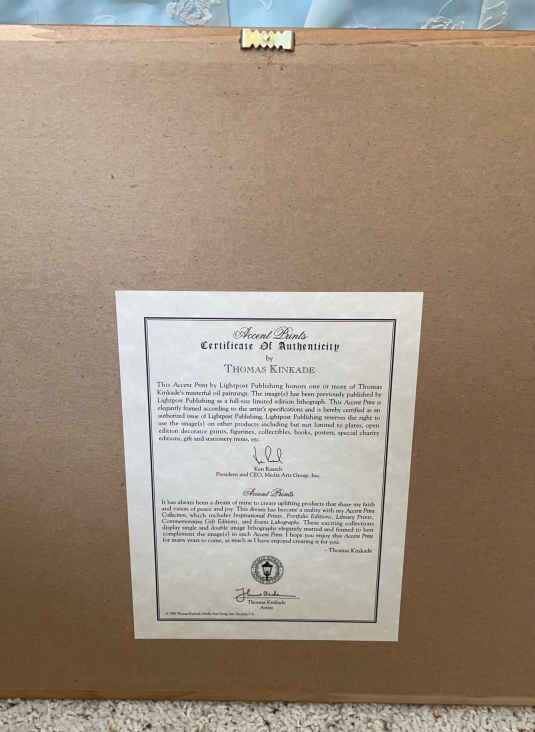 Accent Prints
Certificate Of Authenticity
by
THOMAS KINKADE
This Accent Print by Lightpost Publishing honors one or more of Thomas
Kinkade's masterful oil paintings. The image(s) has been previously published by
Lightpost Publishing as a full-size limited edition lithograph. This Accent Print is
elegantly framed according to the artist's specifications and is hereby certified as an
authorized issue of Lightpost Publishing. Lightpost Publishing reserves the right to
use the image(s) on other products including but not limited to plates, open
edition decorator prints, figurines, collectibles, books, posters, special charity
editions, gift and stationery items, etc.
Ken Raasch
President and CEO, Media Arts Group, Inc.
Accent Prints
It has always been a dream of mine to create uplifting products that share my faith
and vision of peace and joy. This dream has become a reality with my Accent Print
Collection, which includes Inspirational Prints, Portfolio Editions, Library Prints,
Commemorative Gift Editions, and Framed Lithographs. These exciting collections
display single and double image lithographs elegantly matted and framed to best
complement the image(s) in each Accent Print. I hope you enjoy this Accent Print
for many years to come, as much as I have enjoyed creating it for you.
- Thomas Kinkade
Thomas Kinkade
Artist